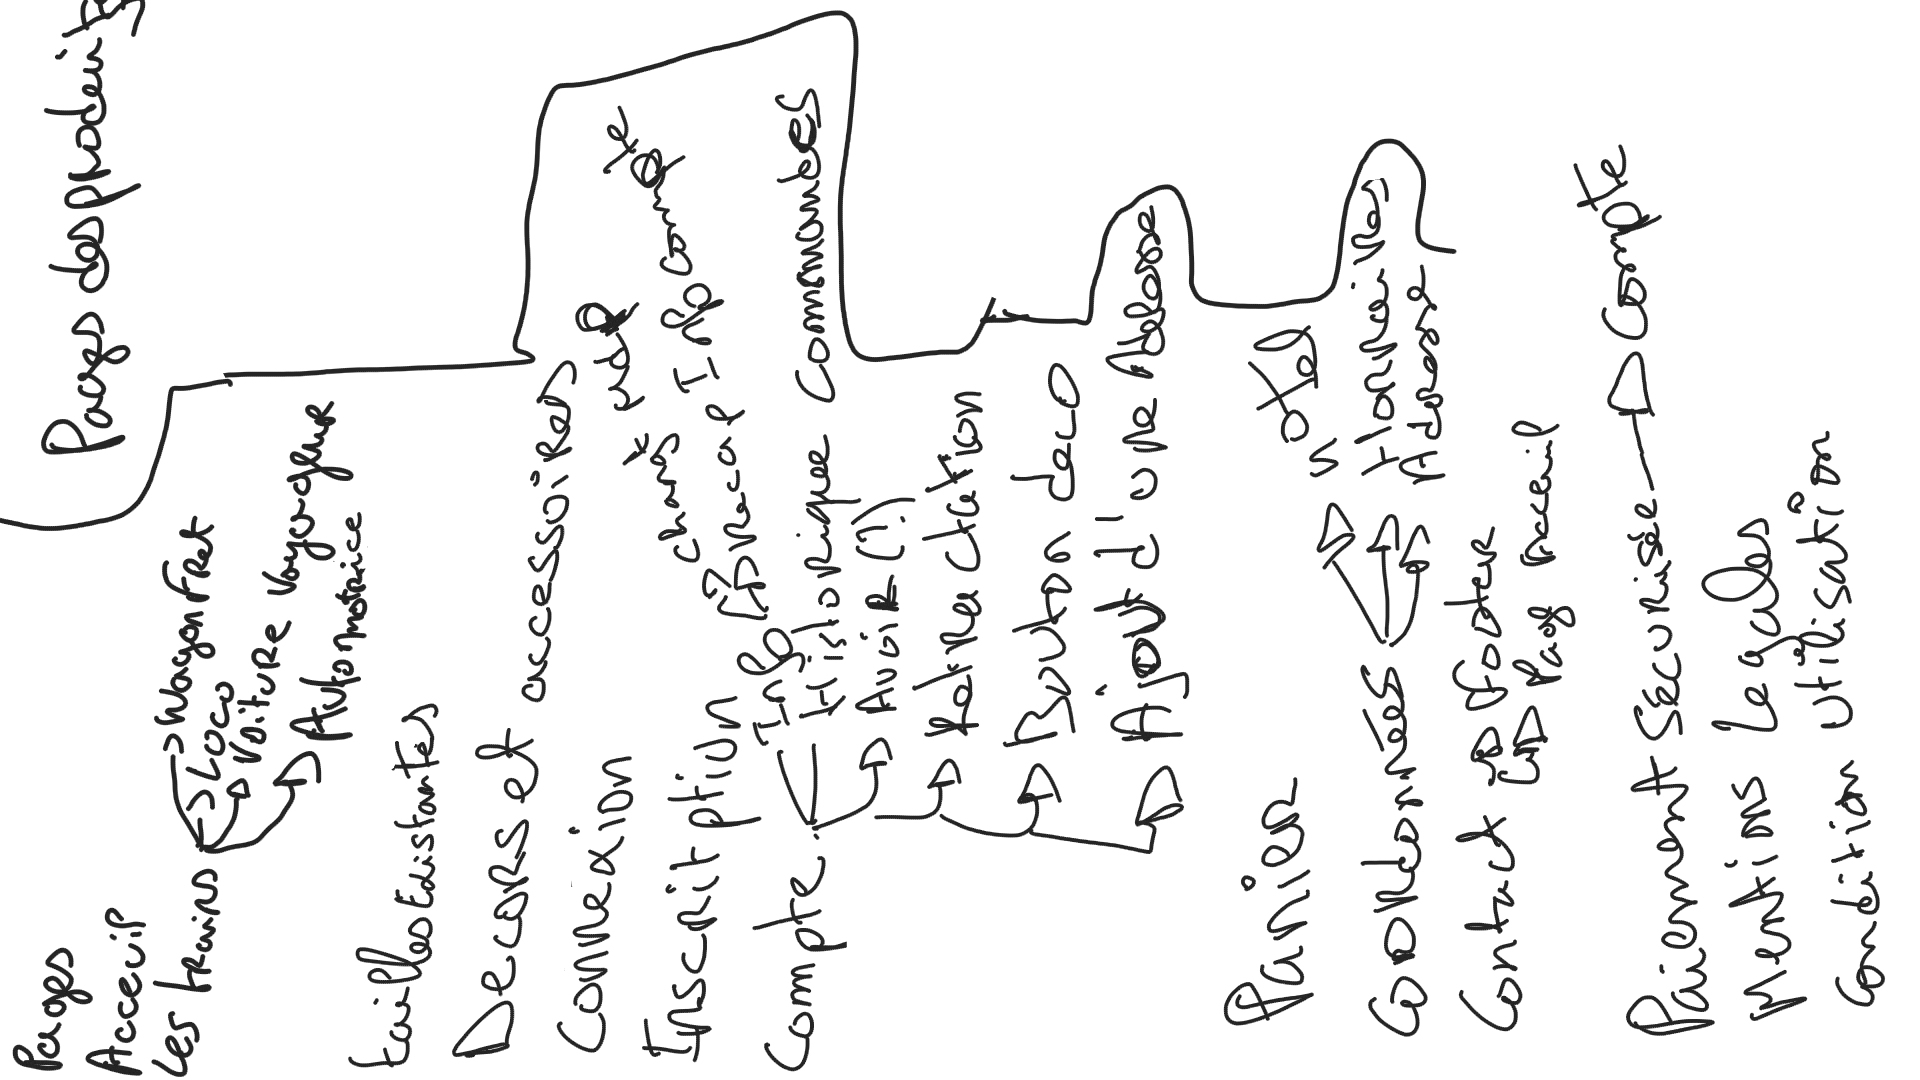 Pages
Acceuil
Les trains
Wagon Fret
Loco
Voiture Voyageur
Automotrice
tailles Existantes
Decors et accessoires
Connexion
Inscritption
Compte
Info
changt MdP
Recap Info compte
Historique Commandes
Avoir (?)
Retractation
Bouton deco
Ajout d'une Adresse
Panier
Coordonnées
n° tel
Horraires
Adresse
Contact
Footer
Page Acceuil
Paiement Sécurisée
Compte
Mentions Legales
Condition utilisation
Pages des produits